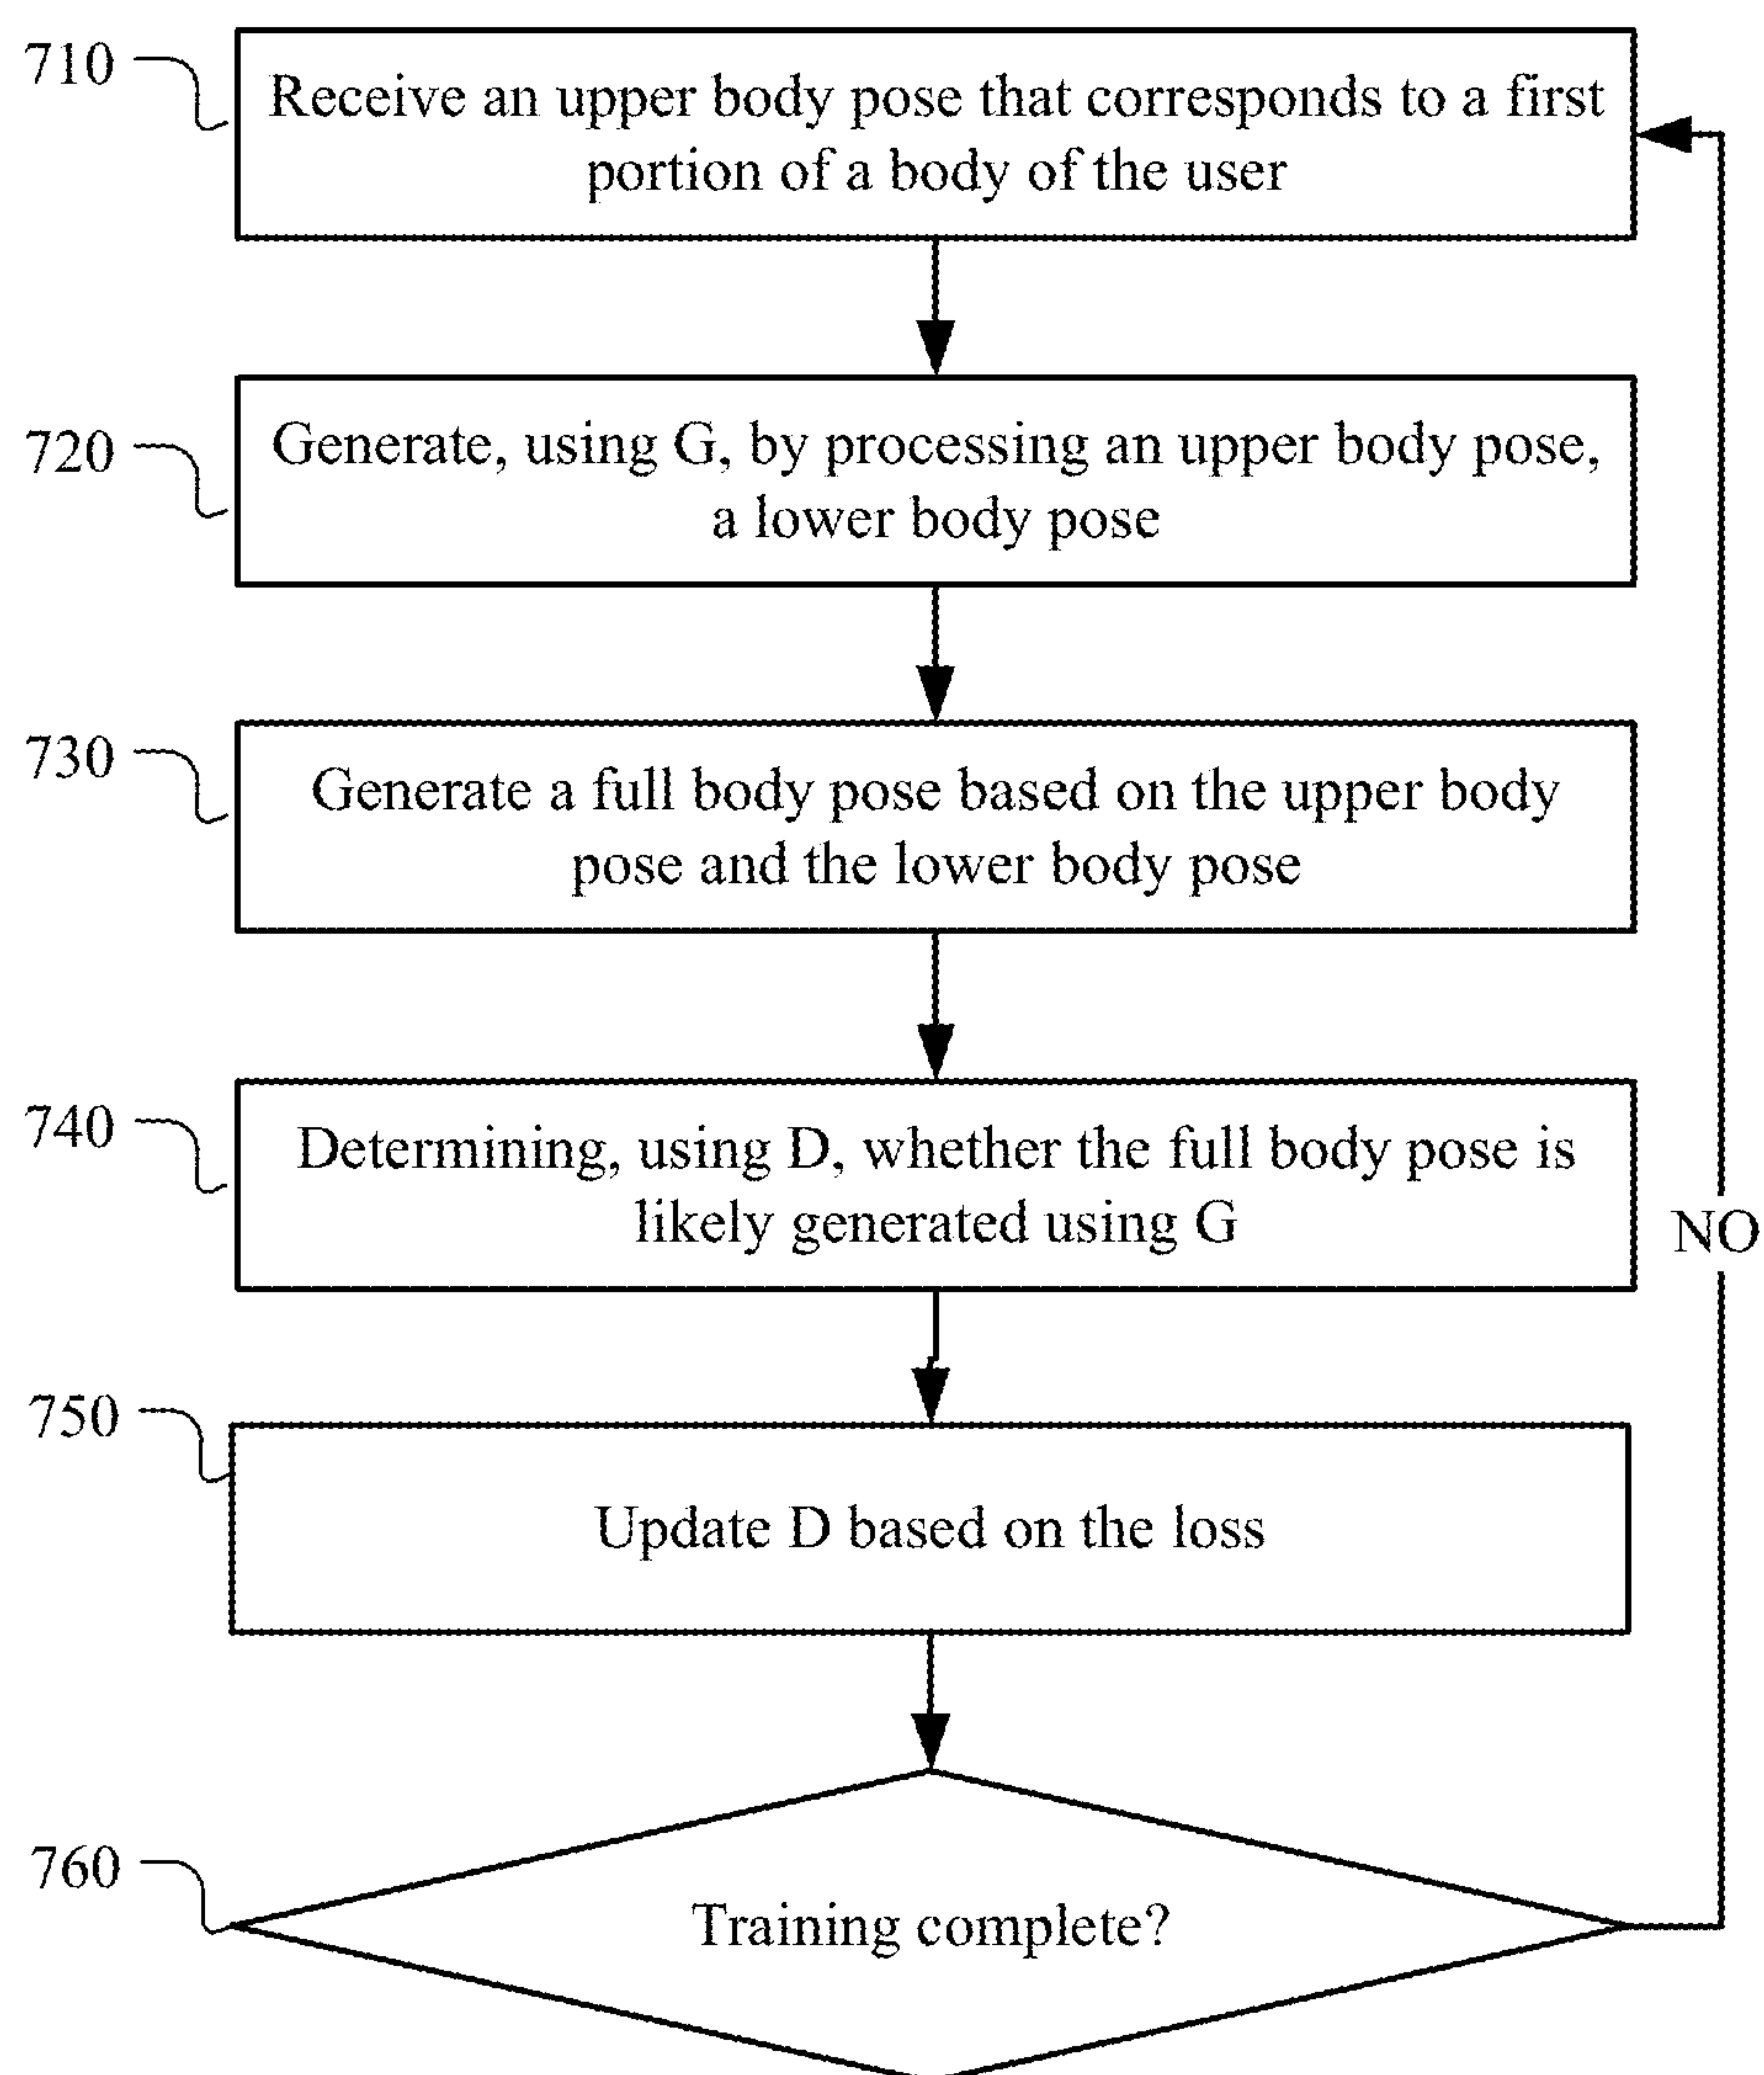 710
Receive an upper body pose that corresponds to a first
portion of a body of the user
720
Generate, using G, by processing an upper body pose,
a lower body pose
730
Generate a full body pose based on the upper body
pose and the lower body pose
740
Determining, using D, whether the full body pose is
likely generated using G
NO
750
Update D based on the loss
760
Training complete?